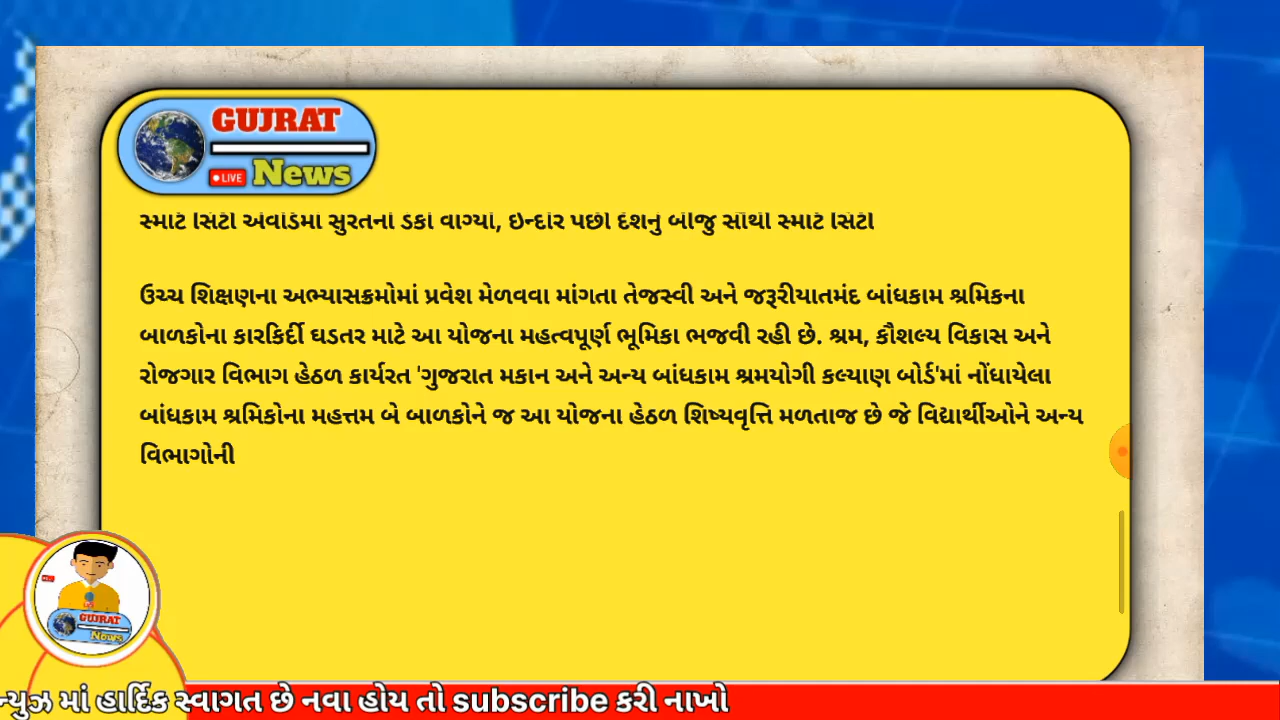 GUJRAT
LIVE News
સ્માર્ટ સિટી એવોર્ડમાં સુરતનો ડંકો વાગ્યો, ઇન્દોર પછી દેશનું બીજું સૌથી સ્માર્ટ સિટી
ઉચ્ચ શિક્ષણના અભ્યાસક્રમોમાં પ્રવેશ મેળવવા માંગતા તેજસ્વી અને જરૂરીયાતમંદ બાંધકામ શ્રમિકના
બાળકોના કારકિર્દી ઘડતર માટે આ યોજના મહત્વપૂર્ણ ભૂમિકા ભજવી રહી છે. શ્રમ, કૌશલ્ય વિકાસ અને
રોજગાર વિભાગ હેઠળ કાર્યરત 'ગુજરાત મકાન અને અન્ય બાંધકામ શ્રમયોગી કલ્યાણ બોર્ડ'માં નોંધાયેલા
બાંધકામ શ્રમિકોના મહત્તમ બે બાળકોને જ આ યોજના હેઠળ શિષ્યવૃત્તિ મળતાજ છે જે વિદ્યાર્થીઓને અન્ય
વિભાગોની
GUJRAT
News
ન્યુઝ માં હાર્દિક સ્વાગત છે નવા હોય તો subscribe કરી નાખો